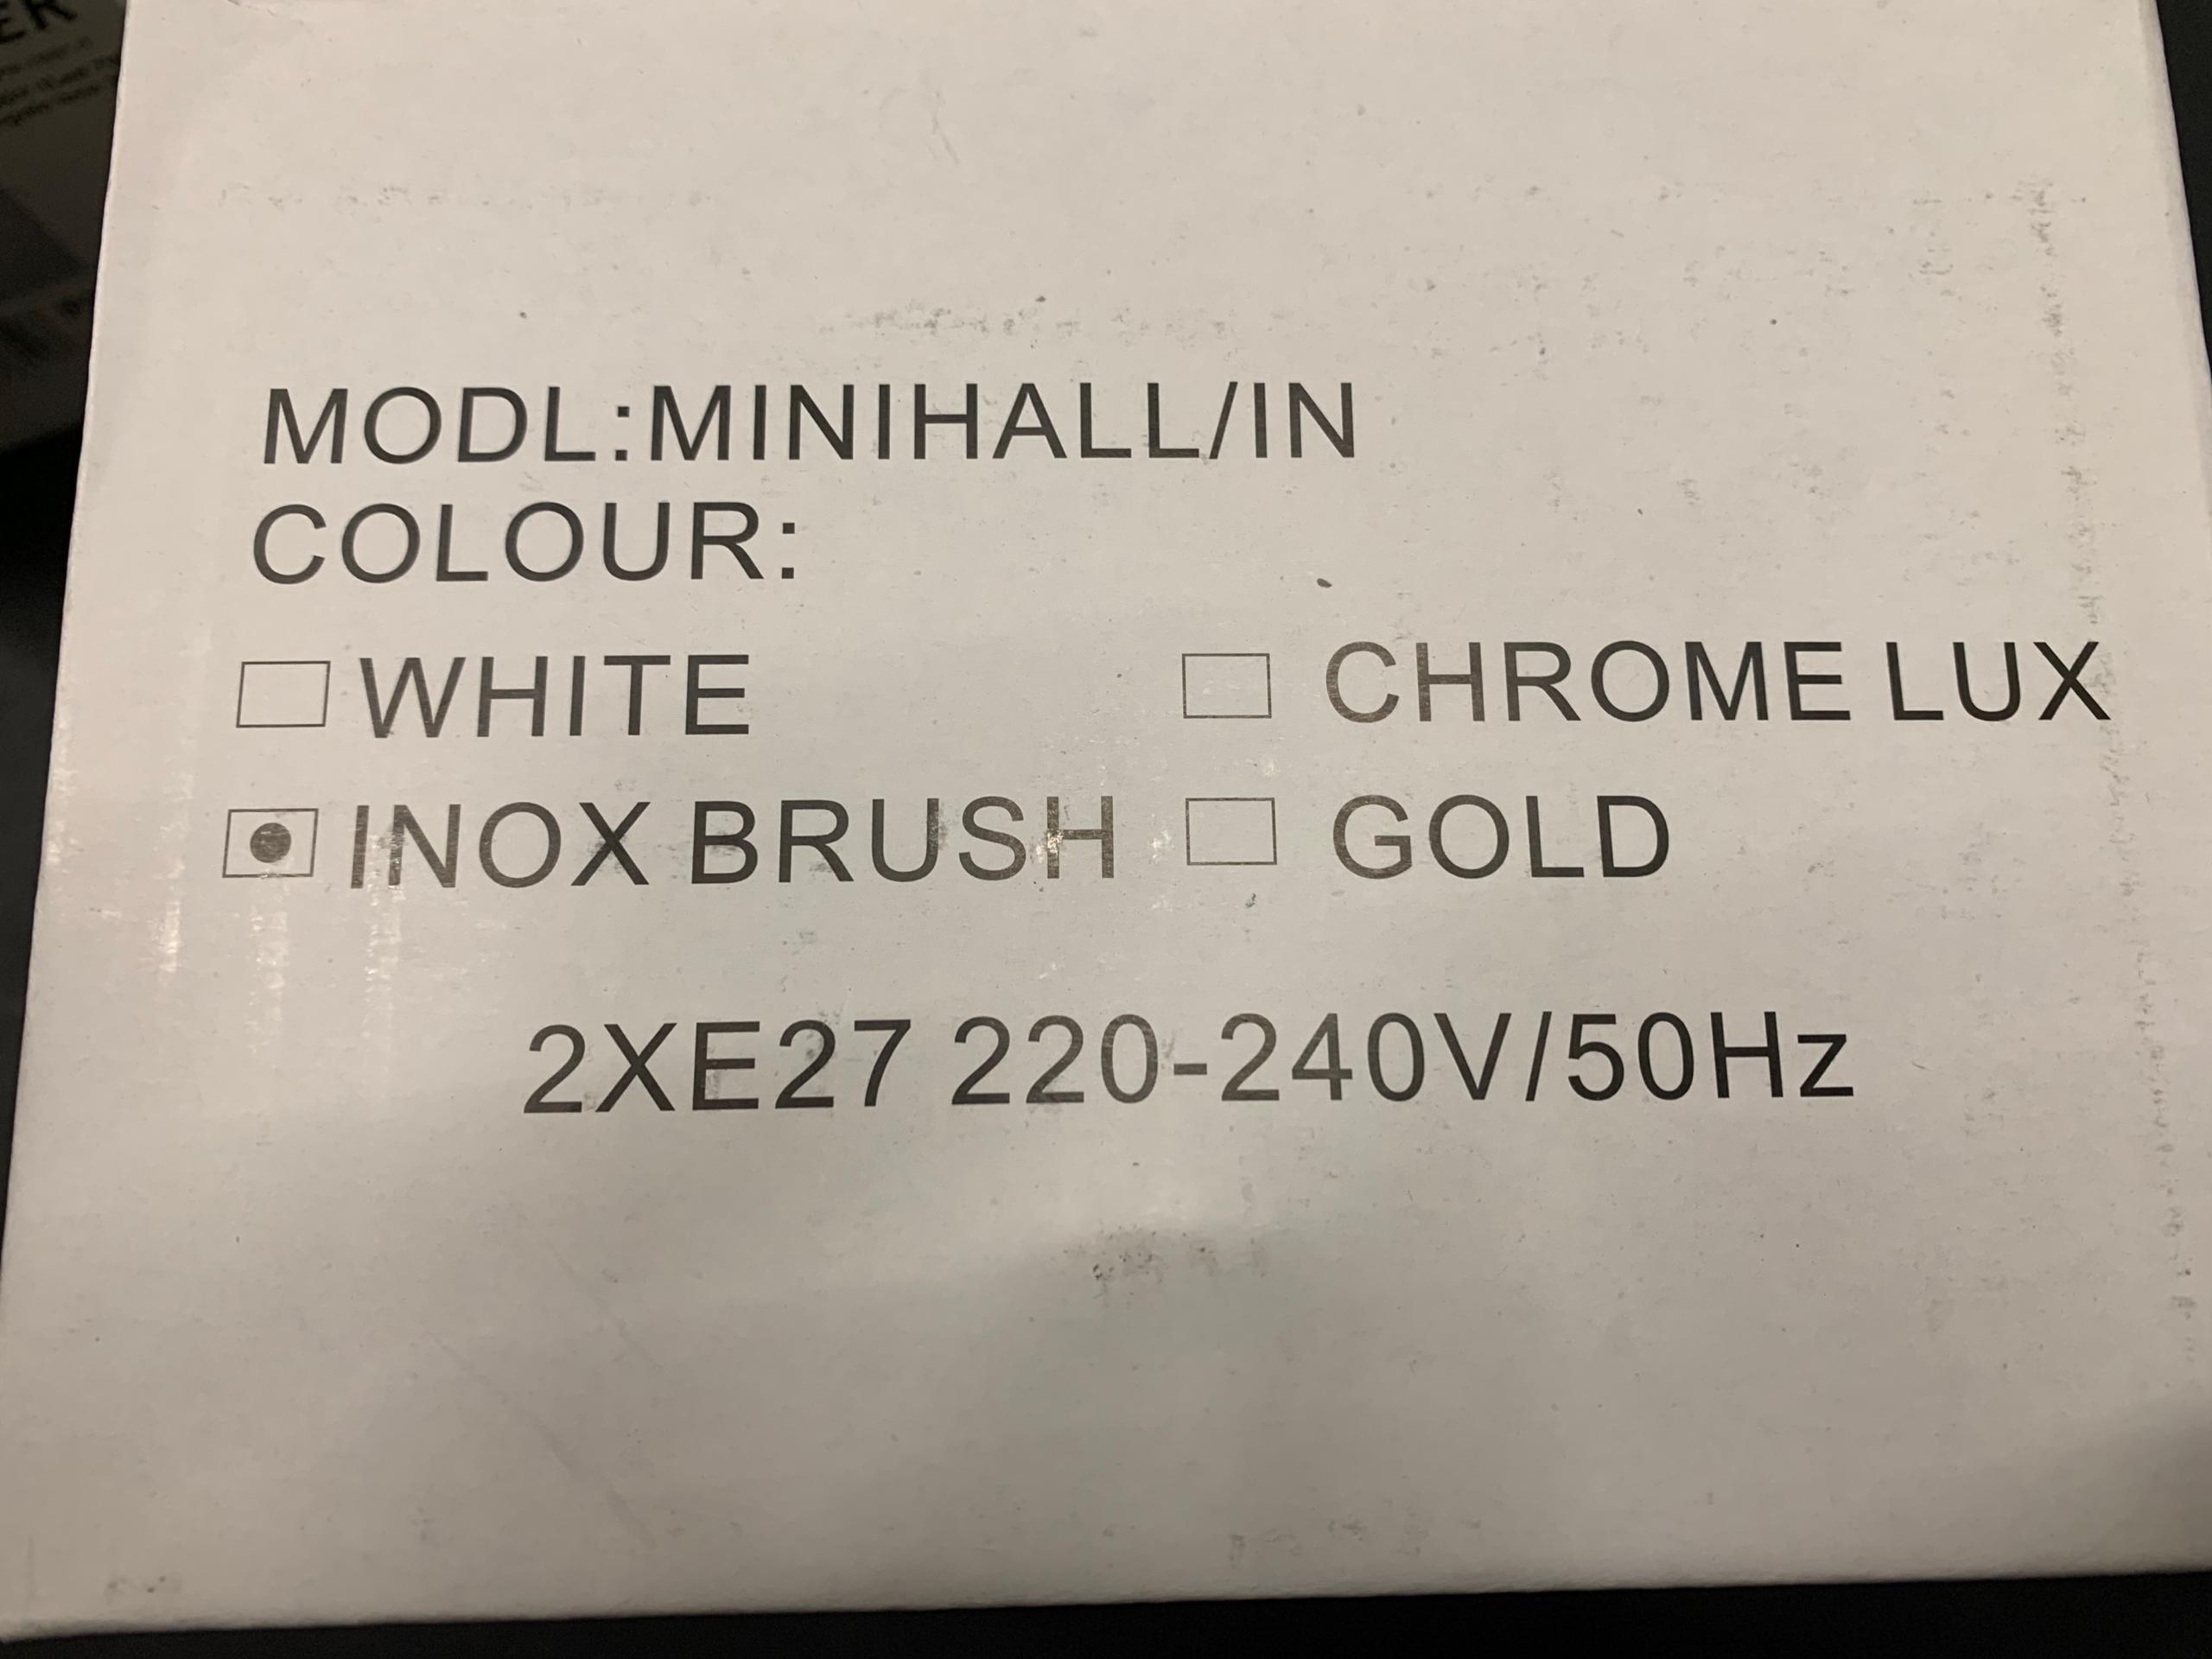 MODL:MINIHALL/IN
COLOUR:
WHITE CHROME LUX
INOX BRUSH GOLD
2XE27 220-240V/50Hz